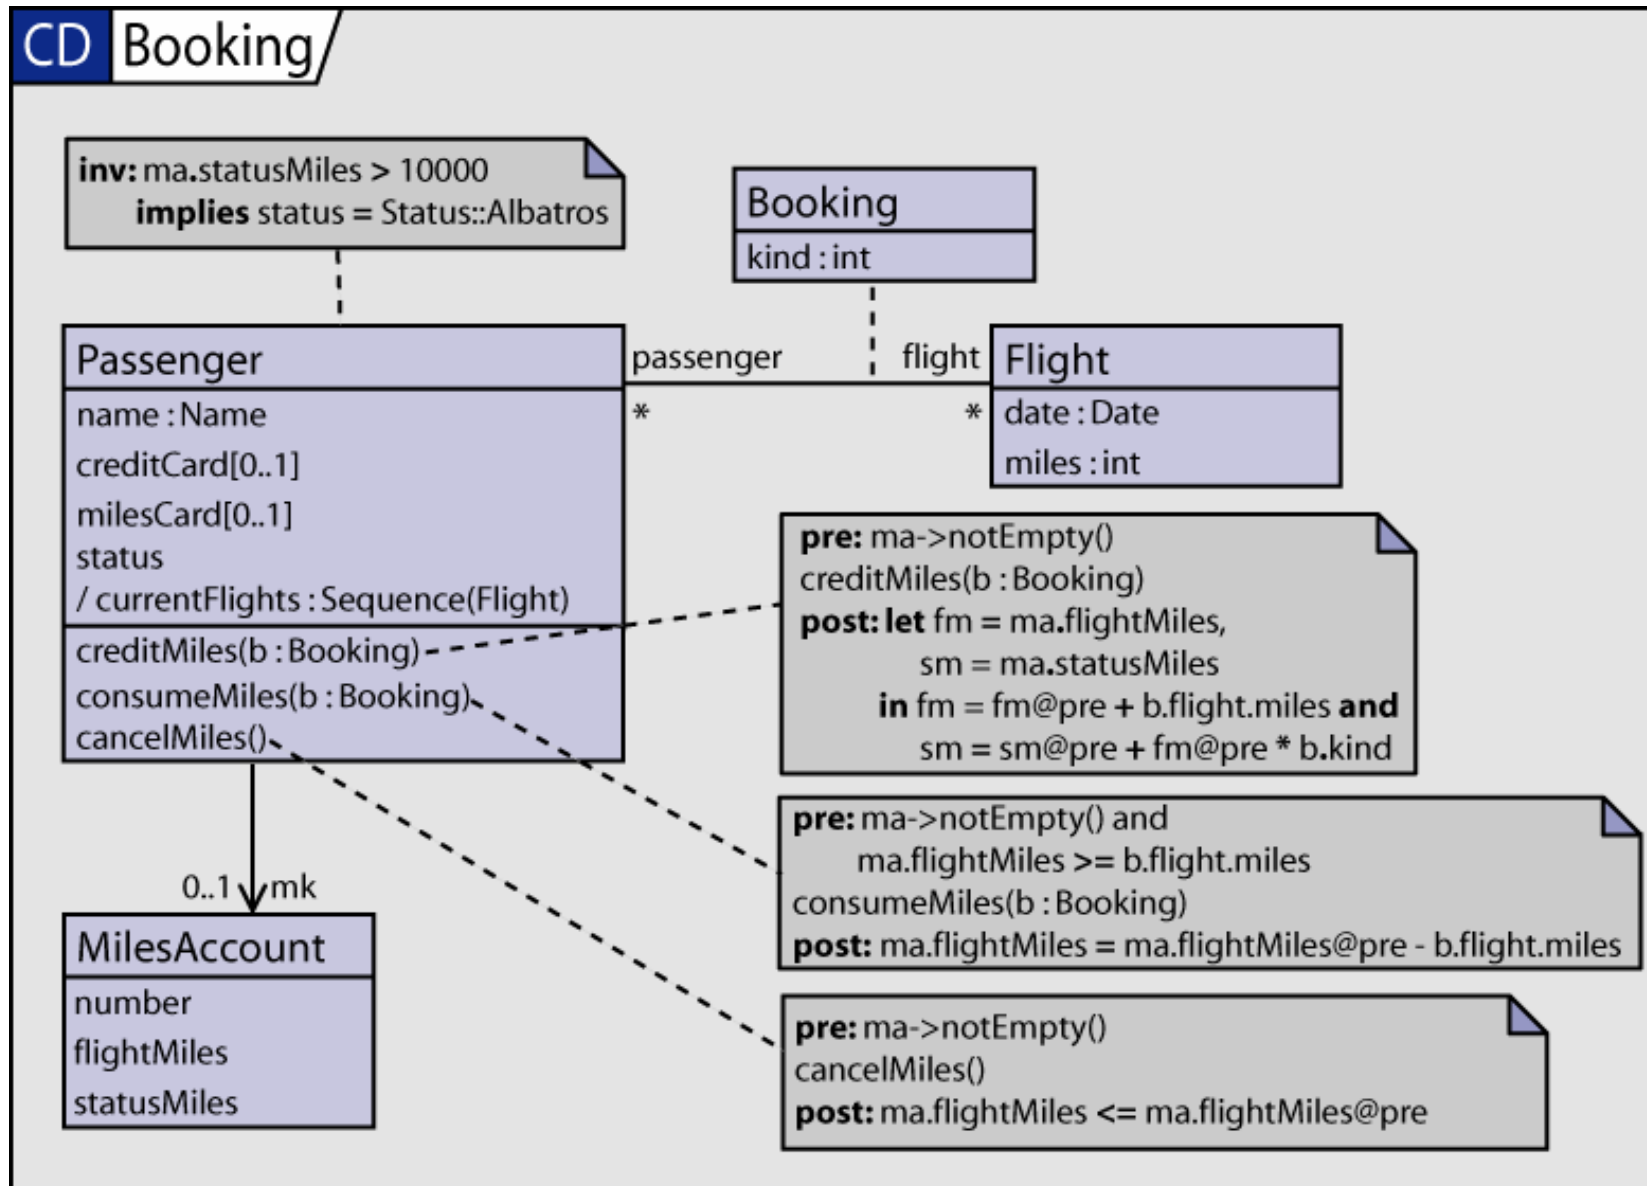 CD Booking
inv: ma.statusMiles > 10000
implies status = Status::Albatros
Booking
kind : int
Passenger
name : Name
creditCard[0..1]
milesCard[0..1]
status
/ currentFlights : Sequence(Flight)
creditMiles(b : Booking)
consumeMiles(b : Booking)
cancelMiles()
passenger
*
flight
*
Flight
date : Date
miles : int
pre: ma->notEmpty()
creditMiles(b : Booking)
post: let fm = ma.flightMiles,
sm = ma.statusMiles
in fm = fm@pre + b.flight.miles and
sm = sm@pre + fm@pre * b.kind
pre: ma->notEmpty() and
ma.flightMiles >= b.flight.miles
consumeMiles(b : Booking)
post: ma.flightMiles = ma.flightMiles@pre - b.flight.miles
0..1 mk
MilesAccount
number
flightMiles
statusMiles
pre: ma->notEmpty()
cancelMiles()
post: ma.flightMiles <= ma.flightMiles@pre